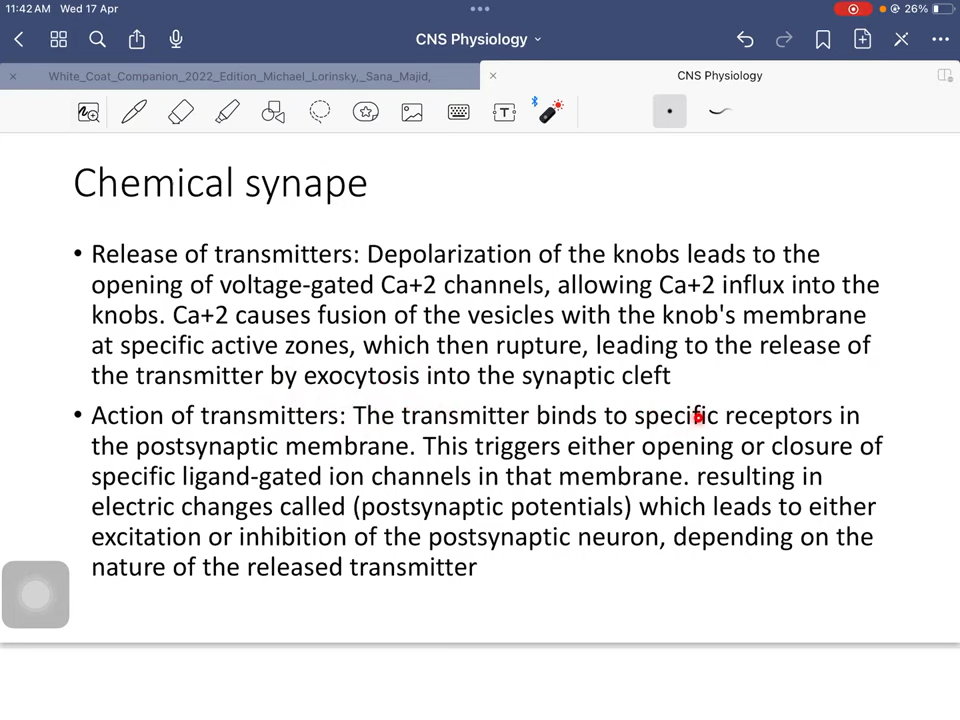 11:42 AM Wed 17 Apr
26%
CNS Physiology
White_Coat_Companion_2022_Edition_Michael_Lorinsky,_Sana_Majid,
CNS Physiology
T
Chemical synape
• Release of transmitters: Depolarization of the knobs leads to the
opening of voltage-gated Ca+2 channels, allowing Ca+2 influx into the
knobs. Ca+2 causes fusion of the vesicles with the knob's membrane
at specific active zones, which then rupture, leading to the release of
the transmitter by exocytosis into the synaptic cleft
• Action of transmitters: The transmitter binds to specific receptors in
the postsynaptic membrane. This triggers either opening or closure of
specific ligand-gated ion channels in that membrane. resulting in
electric changes called (postsynaptic potentials) which leads to either
excitation or inhibition of the postsynaptic neuron, depending on the
nature of the released transmitter